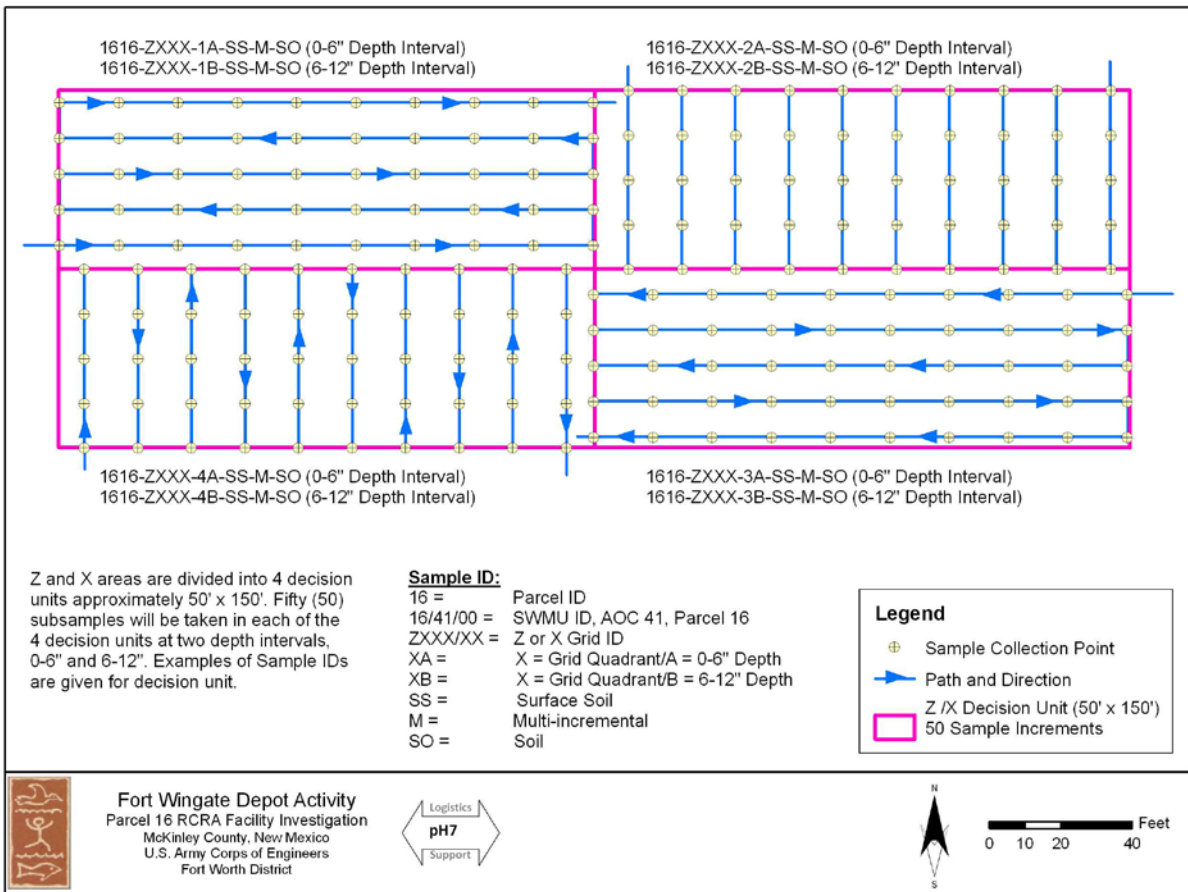 1616-ZXXX-1A-SS-M-SO (0-6" Depth Interval)
1616-ZXXX-1B-SS-M-SO (6-12" Depth Interval)
1616-ZXXX-2A-SS-M-SO (0-6" Depth Interval)
1616-ZXXX-2B-SS-M-SO (6-12" Depth Interval)
1616-ZXXX-4A-SS-M-SO (0-6" Depth Interval)
1616-ZXXX-4B-SS-M-SO (6-12" Depth Interval)
1616-ZXXX-3A-SS-M-SO (0-6" Depth Interval)
1616-ZXXX-3B-SS-M-SO (6-12" Depth Interval)
Z and X areas are divided into 4 decision
units approximately 50' x 150'. Fifty (50)
subsamples will be taken in each of the
4 decision units at two depth intervals,
0-6" and 6-12". Examples of Sample IDs
are given for decision unit.
Sample ID:
16 = Parcel ID
16/41/00 = SWMU ID, AOC 41, Parcel 16
ZXXX/XX = Z or X Grid ID
XA = X = Grid Quadrant/A = 0-6" Depth
XB = X = Grid Quadrant/B = 6-12" Depth
SS = Surface Soil
M = Multi-incremental
SO = Soil
Legend
Sample Collection Point
Path and Direction
Z /X Decision Unit (50' x 150')
50 Sample Increments
Fort Wingate Depot Activity
Parcel 16 RCRA Facility Investigation
McKinley County, New Mexico
U.S. Army Corps of Engineers
Fort Worth District
Logistics
pH7
Support
N
S
Feet
0 10 20 40